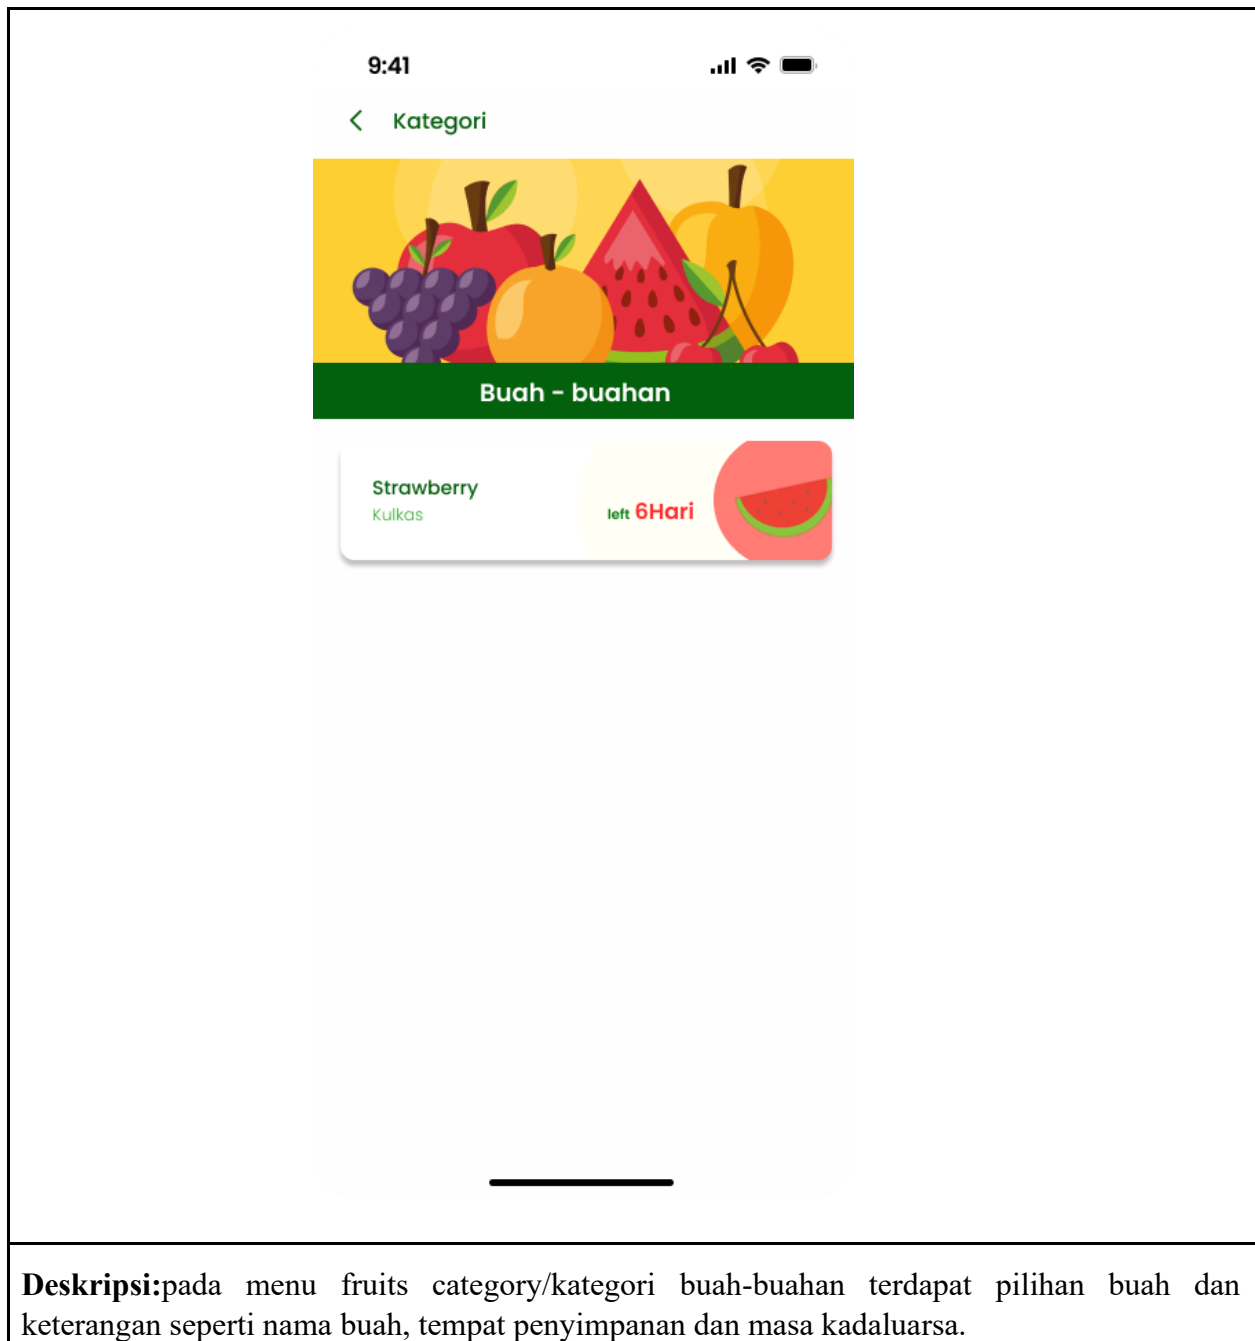 9:41
Kategori
Buah - buahan
Strawberry
Kulkas
left 6Hari
Deskripsi:pada menu fruits category/kategori buah-buahan terdapat pilihan buah dan
keterangan seperti nama buah, tempat penyimpanan dan masa kadaluarsa.